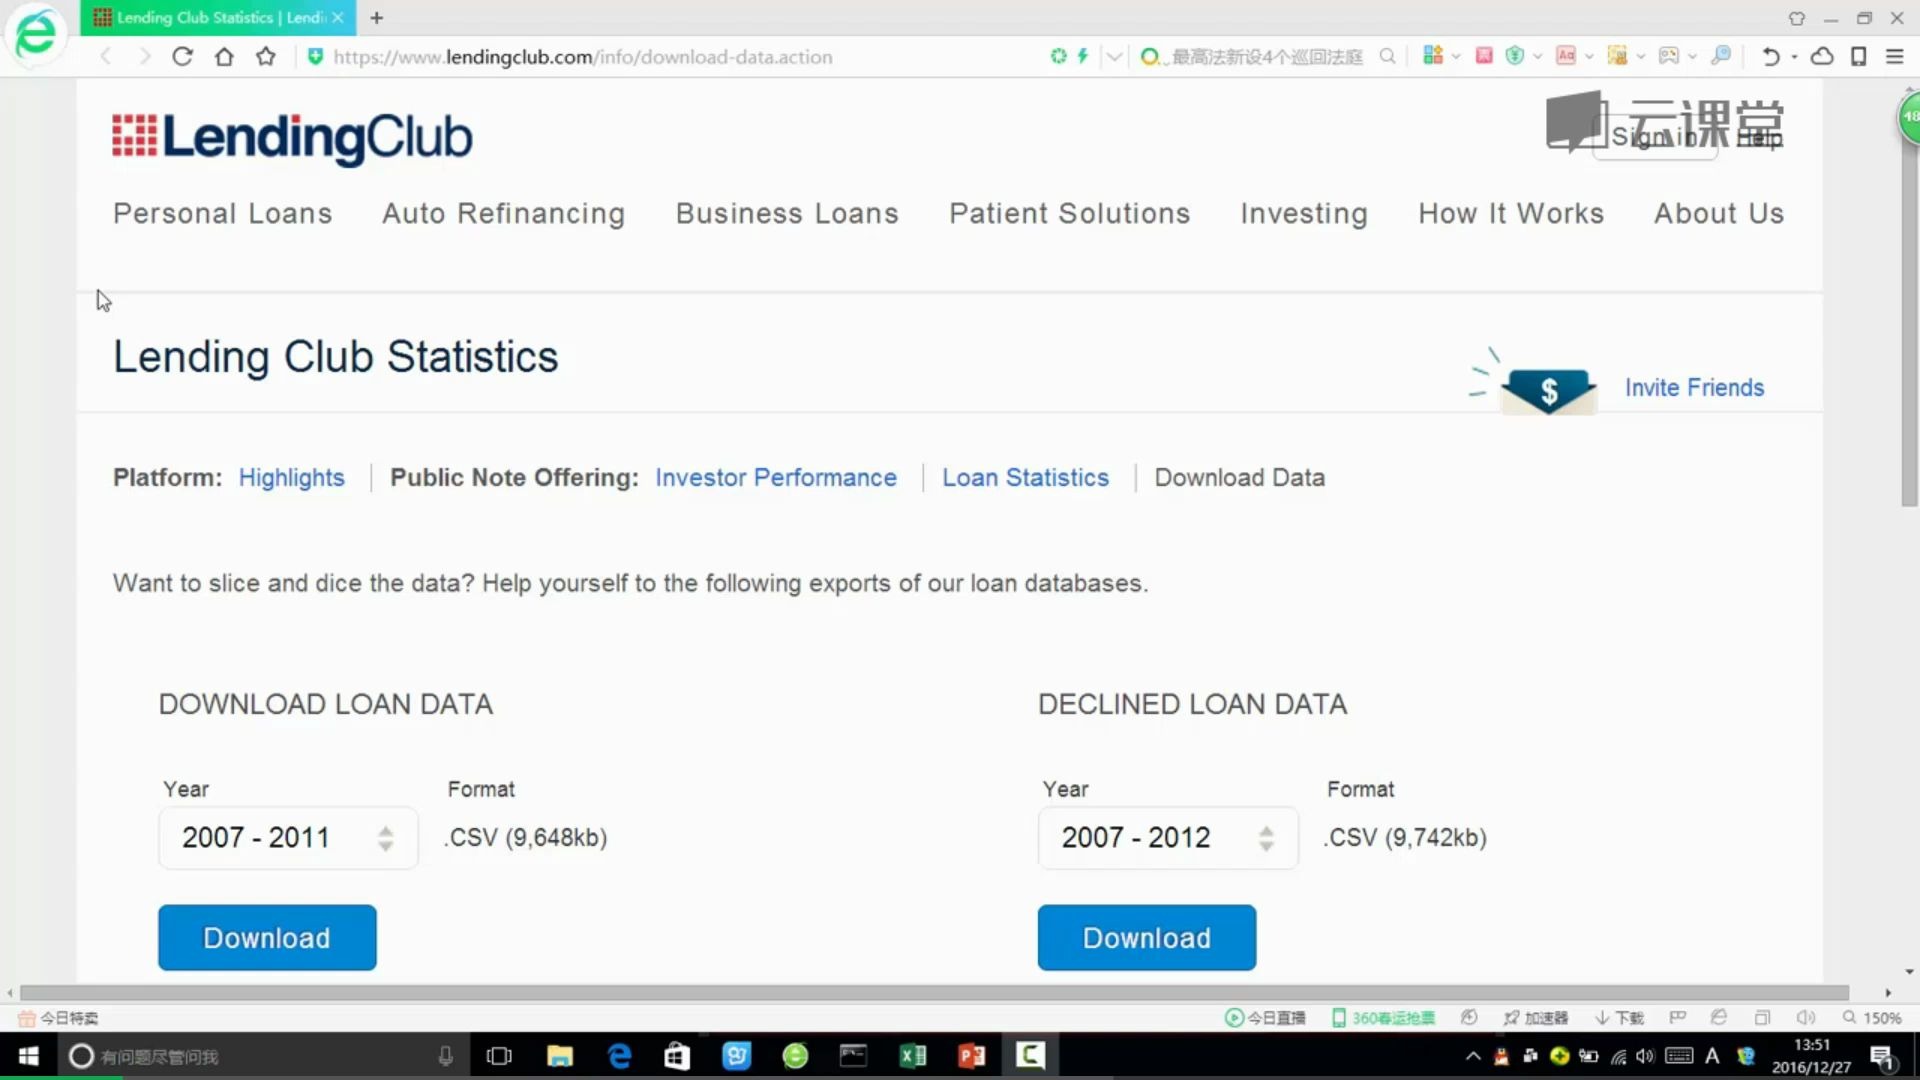 Lending Club Statistics | Lendi
https://www.lendingclub.com/info/download-data.action
最高法新设4个巡回法庭
LendingClub
云课堂
Sign in
Help
48
Personal Loans
Auto Refinancing
Business Loans
Patient Solutions
Investing
How It Works
About Us
Lending Club Statistics
$
Invite Friends
Platform: Highlights | Public Note Offering: Investor Performance | Loan Statistics | Download Data
Want to slice and dice the data? Help yourself to the following exports of our loan databases.
DOWNLOAD LOAN DATA
Year
Format
2007 - 2011
.CSV (9,648kb)
Download
DECLINED LOAN DATA
Year
Format
2007 - 2012
.CSV (9,742kb)
Download
今日特卖
今日直播
360春运抢票
加速器
下载
150%
有问题尽管问我
A
13:51
2016/12/27
1